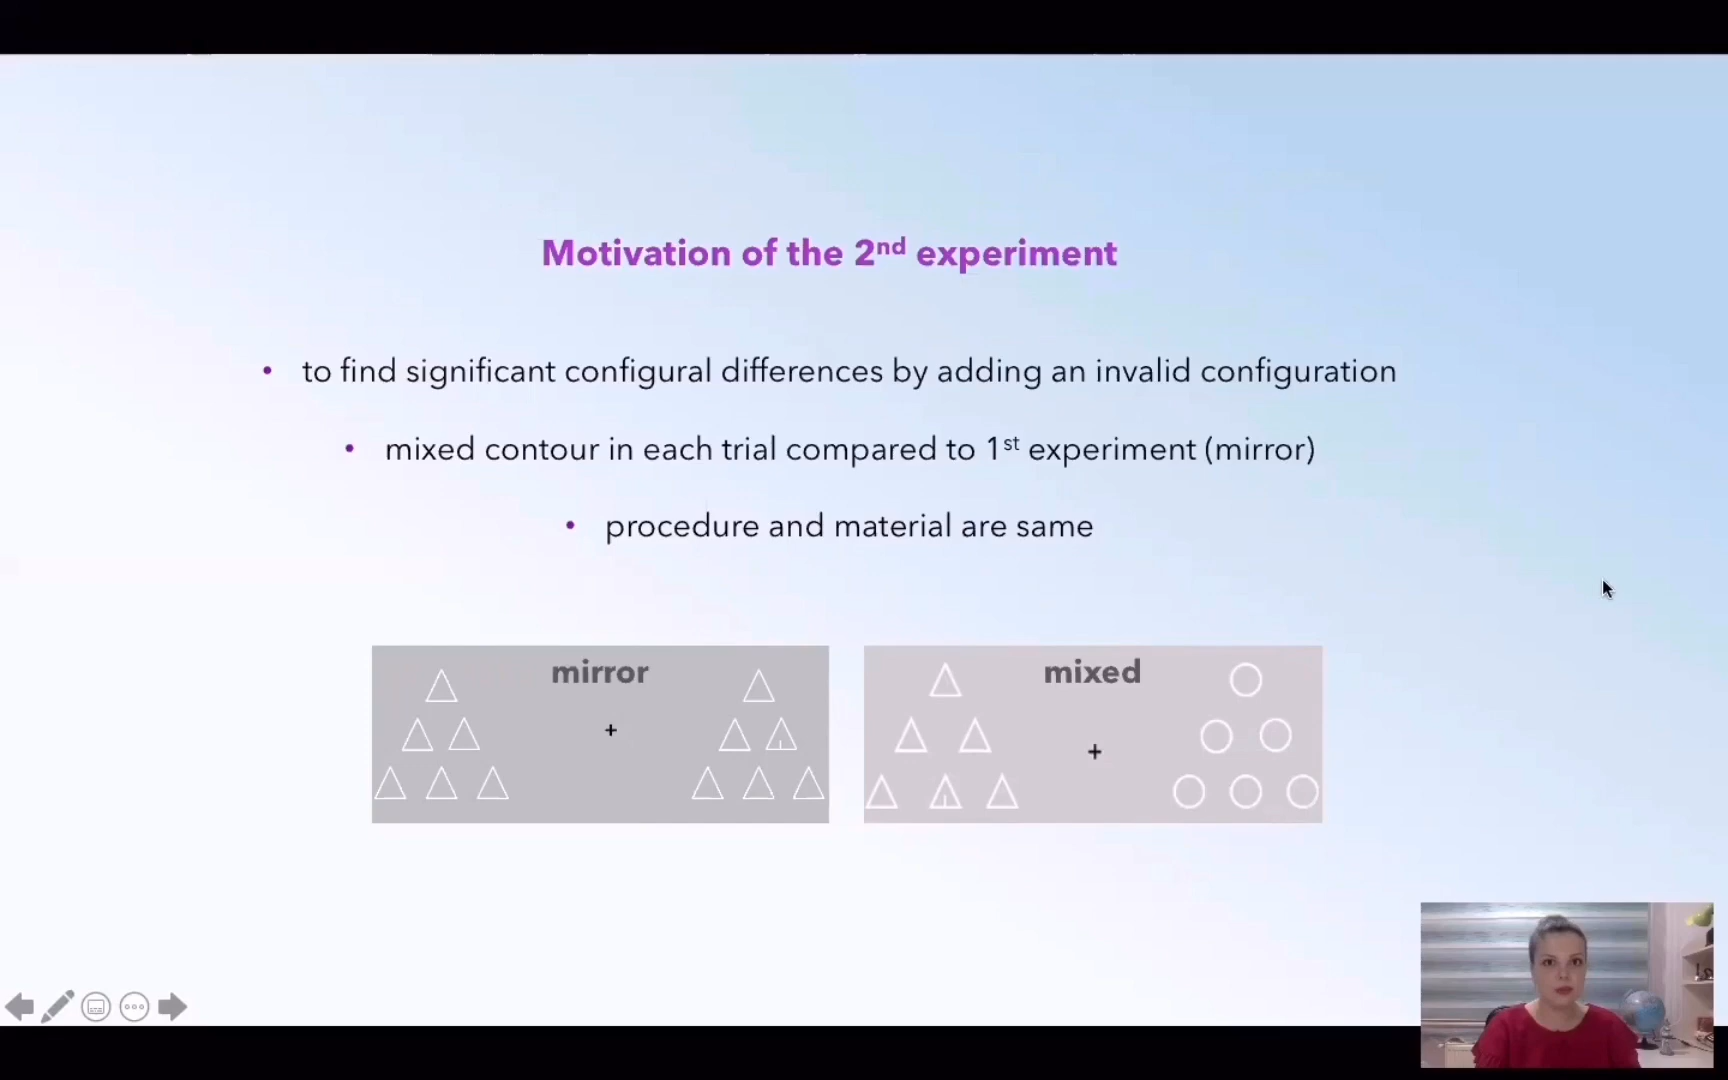 Motivation of the 2nd experiment
• to find significant configural differences by adding an invalid configuration
• mixed contour in each trial compared to 1st experiment (mirror)
• procedure and material are same
mirror
+
mixed
+